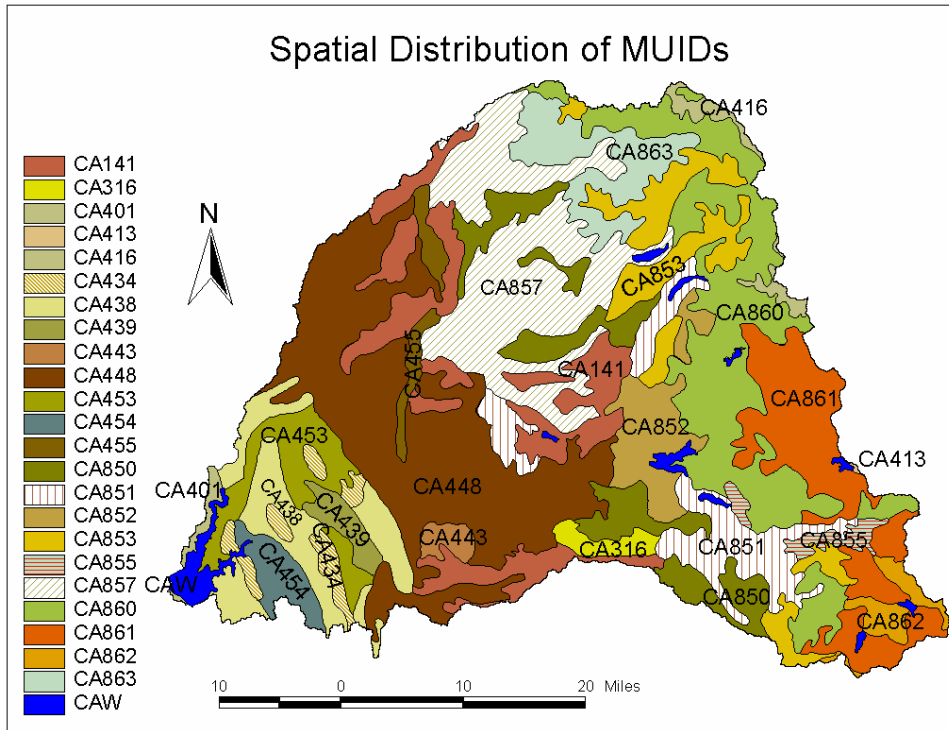 Spatial Distribution of MUIDs
CA141
CA316
CA401
CA413
CA416
CA434
CA438
CA439
CA443
CA448
CA453
CA454
CA455
CA850
CA851
CA852
CA853
CA855
CA857
CA860
CA861
CA862
CA863
CAW
N
CA416
CA863
CA853
CA857
CA860
CA455
CA141
CA861
CA852
CA453
CA413
CA448
CA401
CA438
CA439
CA443
CA434
CA316
CA851
CA855
CAW
CA454
CA850
CA862
10 0 10 20 Miles